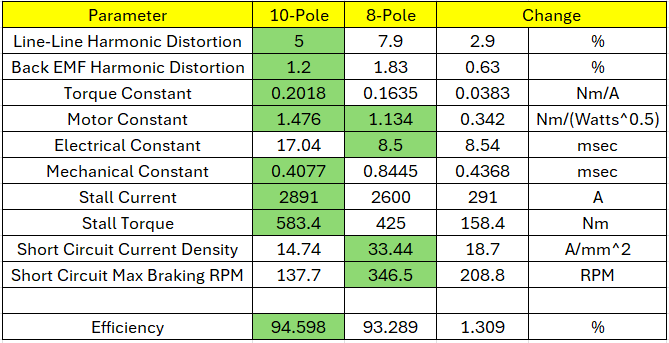 Parameter 10-Pole 8-Pole Change
Line-Line Harmonic Distortion 5 7.9 2.9 %
Back EMF Harmonic Distortion 1.2 1.83 0.63 %
Torque Constant 0.2018 0.1635 0.0383 Nm/A
Motor Constant 1.476 1.134 0.342 Nm/(Watts^0.5)
Electrical Constant 17.04 8.5 8.54 msec
Mechanical Constant 0.4077 0.8445 0.4368 msec
Stall Current 2891 2600 291 A
Stall Torque 583.4 425 158.4 Nm
Short Circuit Current Density 14.74 33.44 18.7 A/mm^2
Short Circuit Max Braking RPM 137.7 346.5 208.8 RPM
Efficiency 94.598 93.289 1.309 %